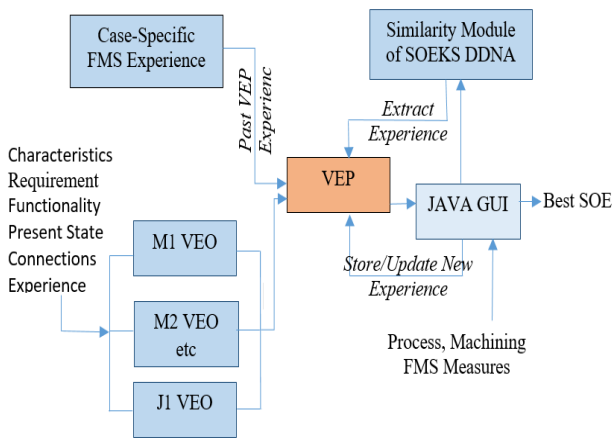 Case-Specific
FMS Experience
Similarity Module
of SOEKS DDNA
Past VEP
Experienc
Extract
Experience
Characteristics
Requirement
Functionality
Present State
Connections
Experience
VEP
JAVA GUI
Best SOE
M1 VEO
Store/Update New
Experience
M2 VEO
etc
Process, Machining
FMS Measures
J1 VEO